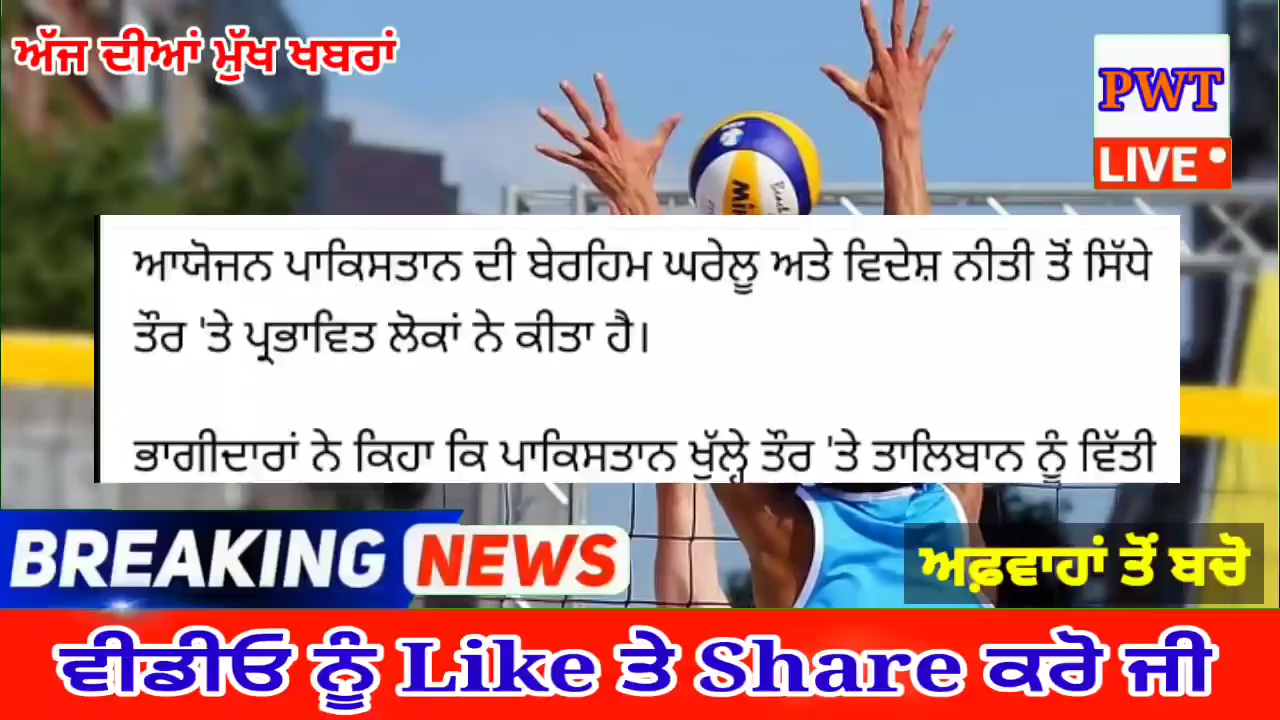 ਅੱਜ ਦੀਆਂ ਮੁੱਖ ਖਬਰਾਂ
PWT
LIVE
ਆਯੋਜਨ ਪਾਕਿਸਤਾਨ ਦੀ ਬੇਰਹਿਮ ਘਰੇਲੂ ਅਤੇ ਵਿਦੇਸ਼ ਨੀਤੀ ਤੋਂ ਸਿੱਧੇ
ਤੌਰ 'ਤੇ ਪ੍ਰਭਾਵਿਤ ਲੋਕਾਂ ਨੇ ਕੀਤਾ ਹੈ।
ਭਾਗੀਦਾਰਾਂ ਨੇ ਕਿਹਾ ਕਿ ਪਾਕਿਸਤਾਨ ਖੁੱਲ੍ਹੇ ਤੌਰ 'ਤੇ ਤਾਲਿਬਾਨ ਨੂੰ ਵਿੱਤੀ
BREAKING NEWS
ਅਫ਼ਵਾਹਾਂ ਤੋਂ ਬਚੋ
ਵੀਡੀਓ ਨੂੰ Like ਤੇ Share ਕਰੋ ਜੀ